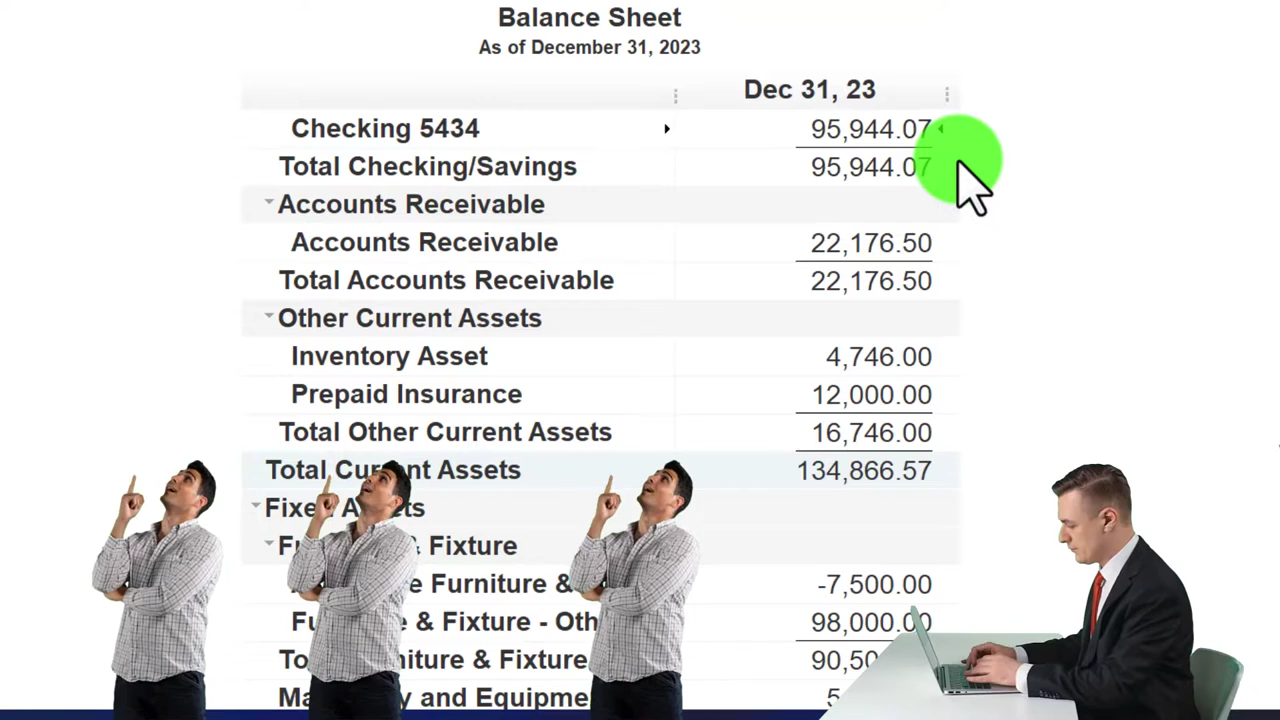 Balance Sheet
As of December 31, 2023
Dec 31, 23
Checking 5434 95,944.07
Total Checking/Savings 95,944.07
Accounts Receivable
Accounts Receivable 22,176.50
Total Accounts Receivable 22,176.50
Other Current Assets
Inventory Asset 4,746.00
Prepaid Insurance 12,000.00
Total Other Current Assets 16,746.00
Total Current Assets 134,866.57
Fixed Assets
& Fixture
Furniture & -7,500.00
& Fixture - Oth 98,000.00
& Fixture 90,50
and Equipme 5